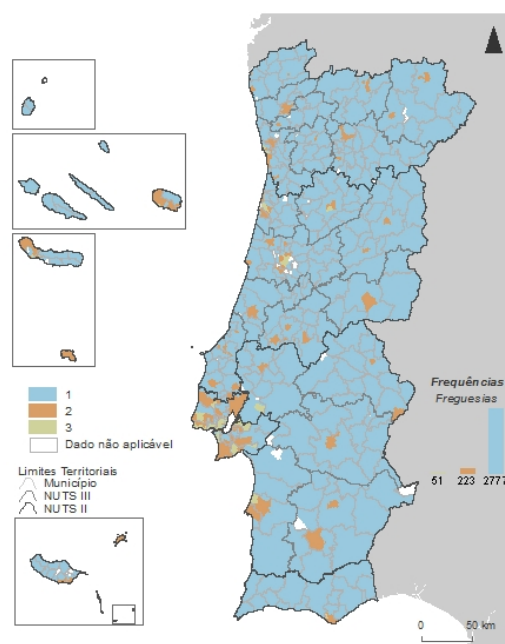 1
2
3
Dado não aplicável
Limites Territoriais
Município
NUTS III
NUTS II
Frequências
Freguesias
51 223 2777
0 50 km